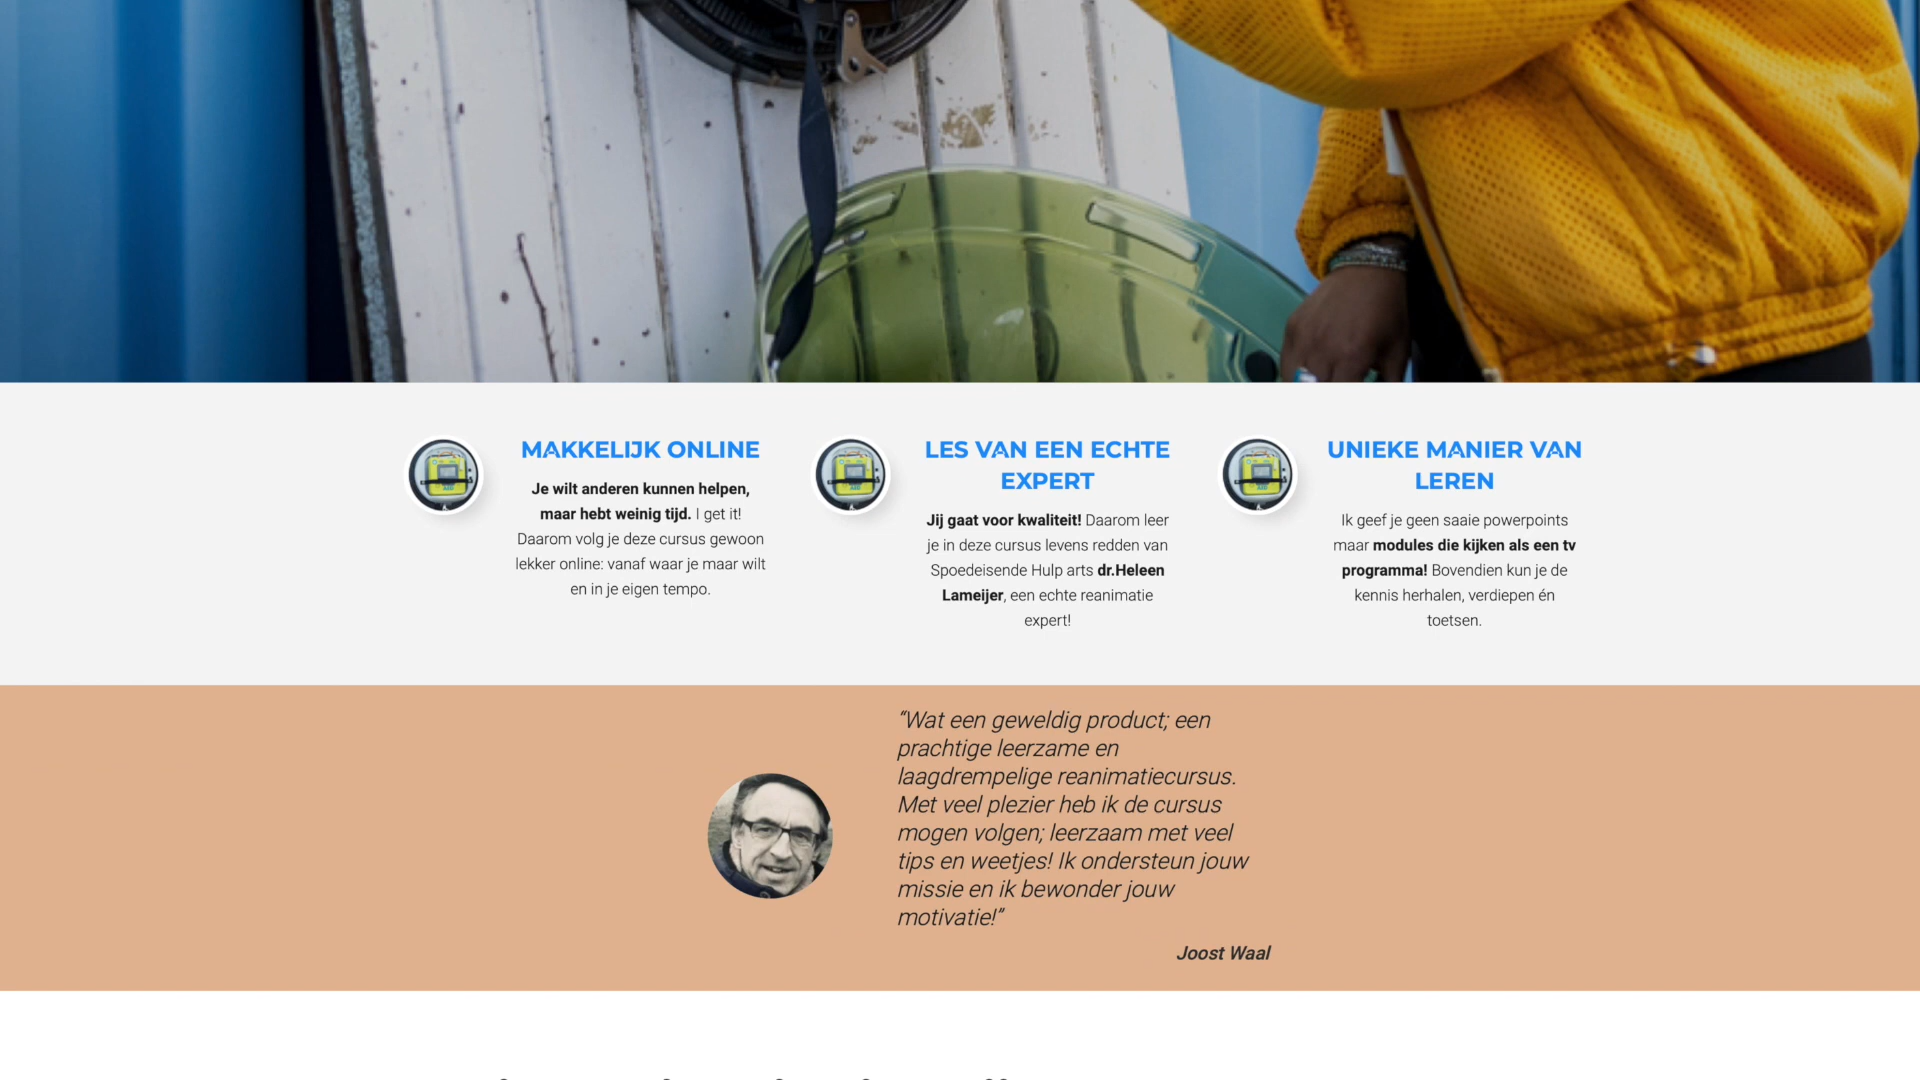 MAKKELIJK ONLINE
Je wilt anderen kunnen helpen,
maar hebt weinig tijd. I get it!
Daarom volg je deze cursus gewoon
lekker online: vanaf waar je maar wilt
en in je eigen tempo.
LES VAN EEN ECHTE
EXPERT
Jij gaat voor kwaliteit! Daarom leer
je in deze cursus levens redden van
Spoedeisende Hulp arts dr.Heleen
Lameijer, een echte reanimatie
expert!
UNIEKE MANIER VAN
LEREN
Ik geef je geen saaie powerpoints
maar modules die kijken als een tv
programma! Bovendien kun je de
kennis herhalen, verdiepen én
toetsen.
“Wat een geweldig product; een
prachtige leerzame en
laagdrempelige reanimatiecursus.
Met veel plezier heb ik de cursus
mogen volgen; leerzaam met veel
tips en weetjes! Ik ondersteun jouw
missie en ik bewonder jouw
motivatie!”
Joost Waal